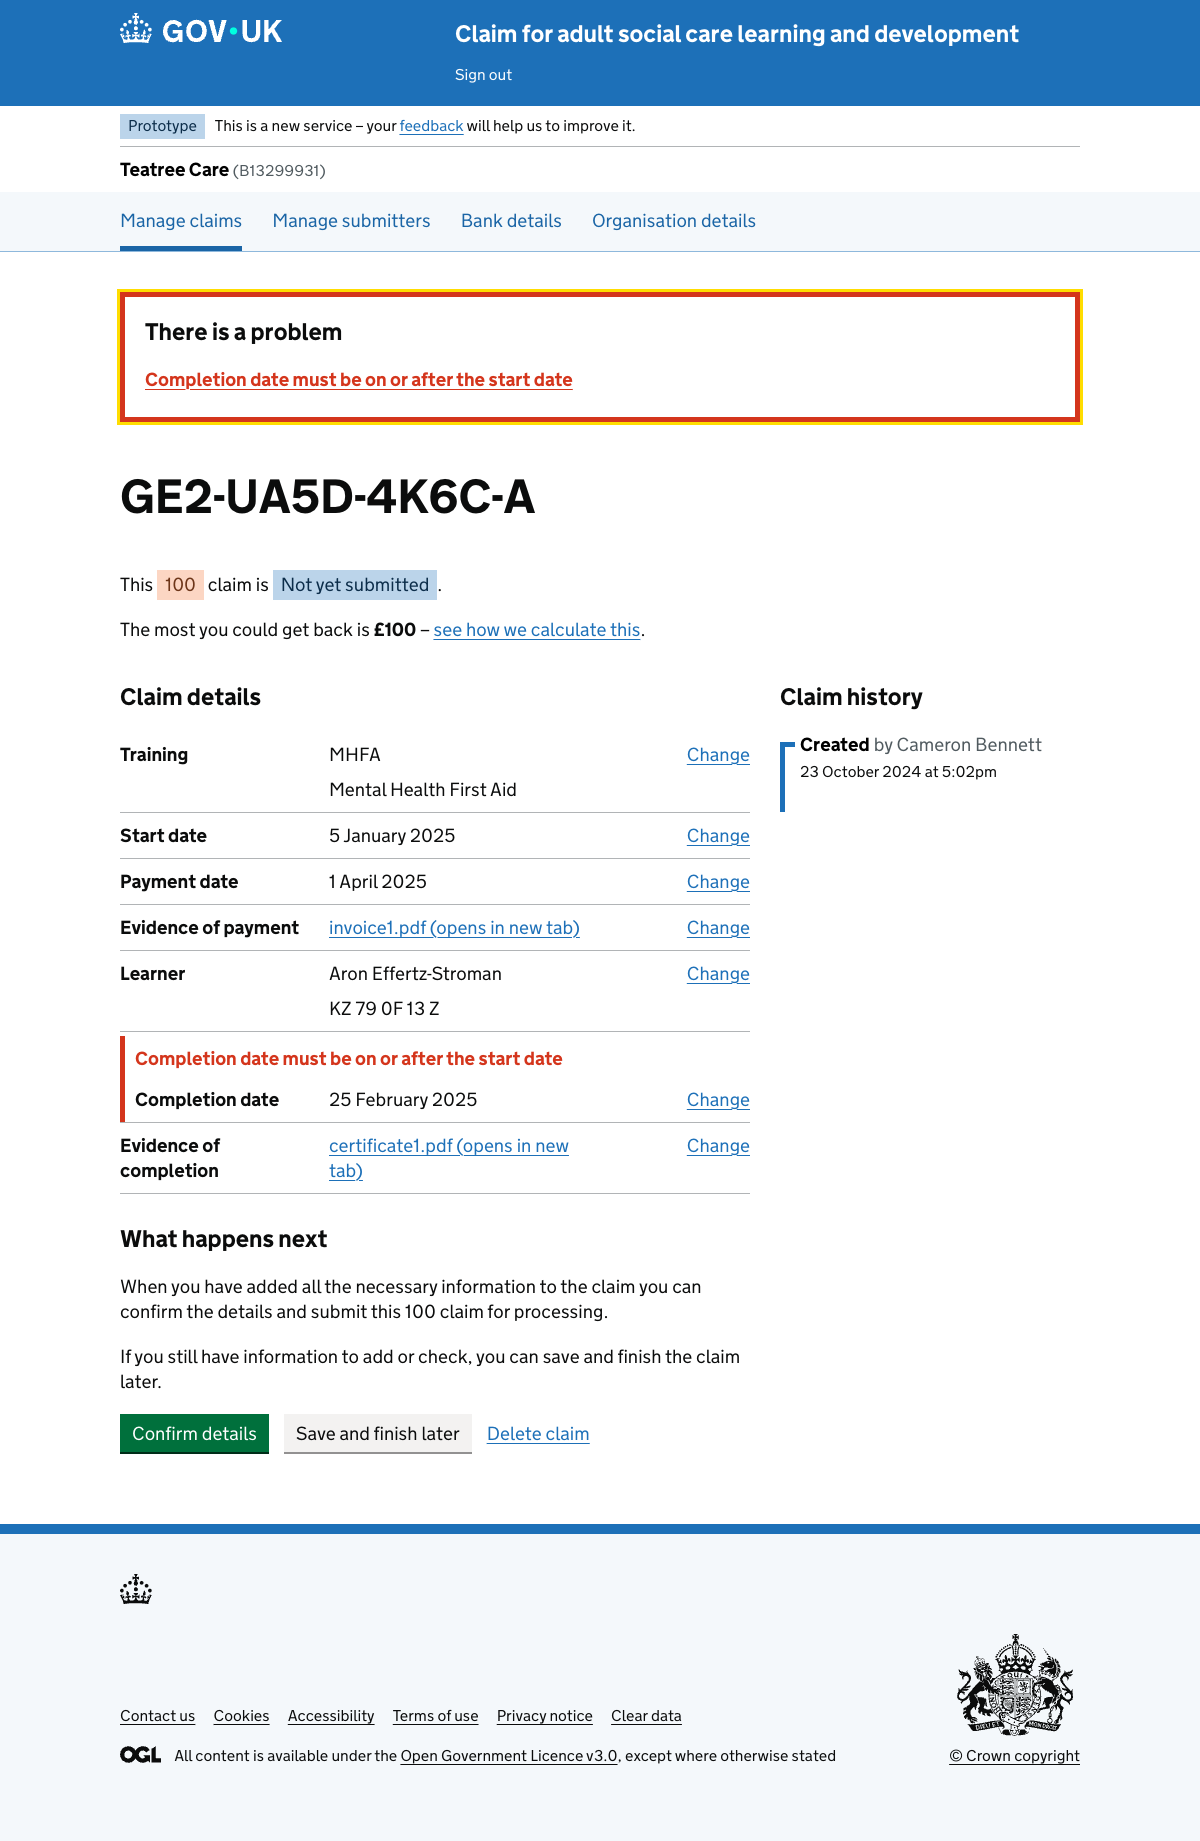 GOV•UK
Claim for adult social care learning and development
Sign out
Prototype This is a new service – your feedback will help us to improve it.
Teatree Care (B13299931)
Manage claims Manage submitters Bank details Organisation details
There is a problem
Completion date must be on or after the start date
GE2-UA5D-4K6C-A
This 100 claim is Not yet submitted.
The most you could get back is £100 – see how we calculate this.
Claim details
Training MHFA Change
Mental Health First Aid
Start date 5 January 2025 Change
Payment date 1 April 2025 Change
Evidence of payment invoice1.pdf (opens in new tab) Change
Learner Aron Effertz-Stroman Change
KZ 79 0F 13 Z
Completion date must be on or after the start date
Completion date 25 February 2025 Change
Evidence of certificate1.pdf (opens in new Change
completion tab)
Claim history
Created by Cameron Bennett
23 October 2024 at 5:02pm
What happens next
When you have added all the necessary information to the claim you can
confirm the details and submit this 100 claim for processing.
If you still have information to add or check, you can save and finish the claim
later.
Confirm details Save and finish later Delete claim
Contact us Cookies Accessibility Terms of use Privacy notice Clear data
OGL All content is available under the Open Government Licence v3.0, except where otherwise stated
© Crown copyright